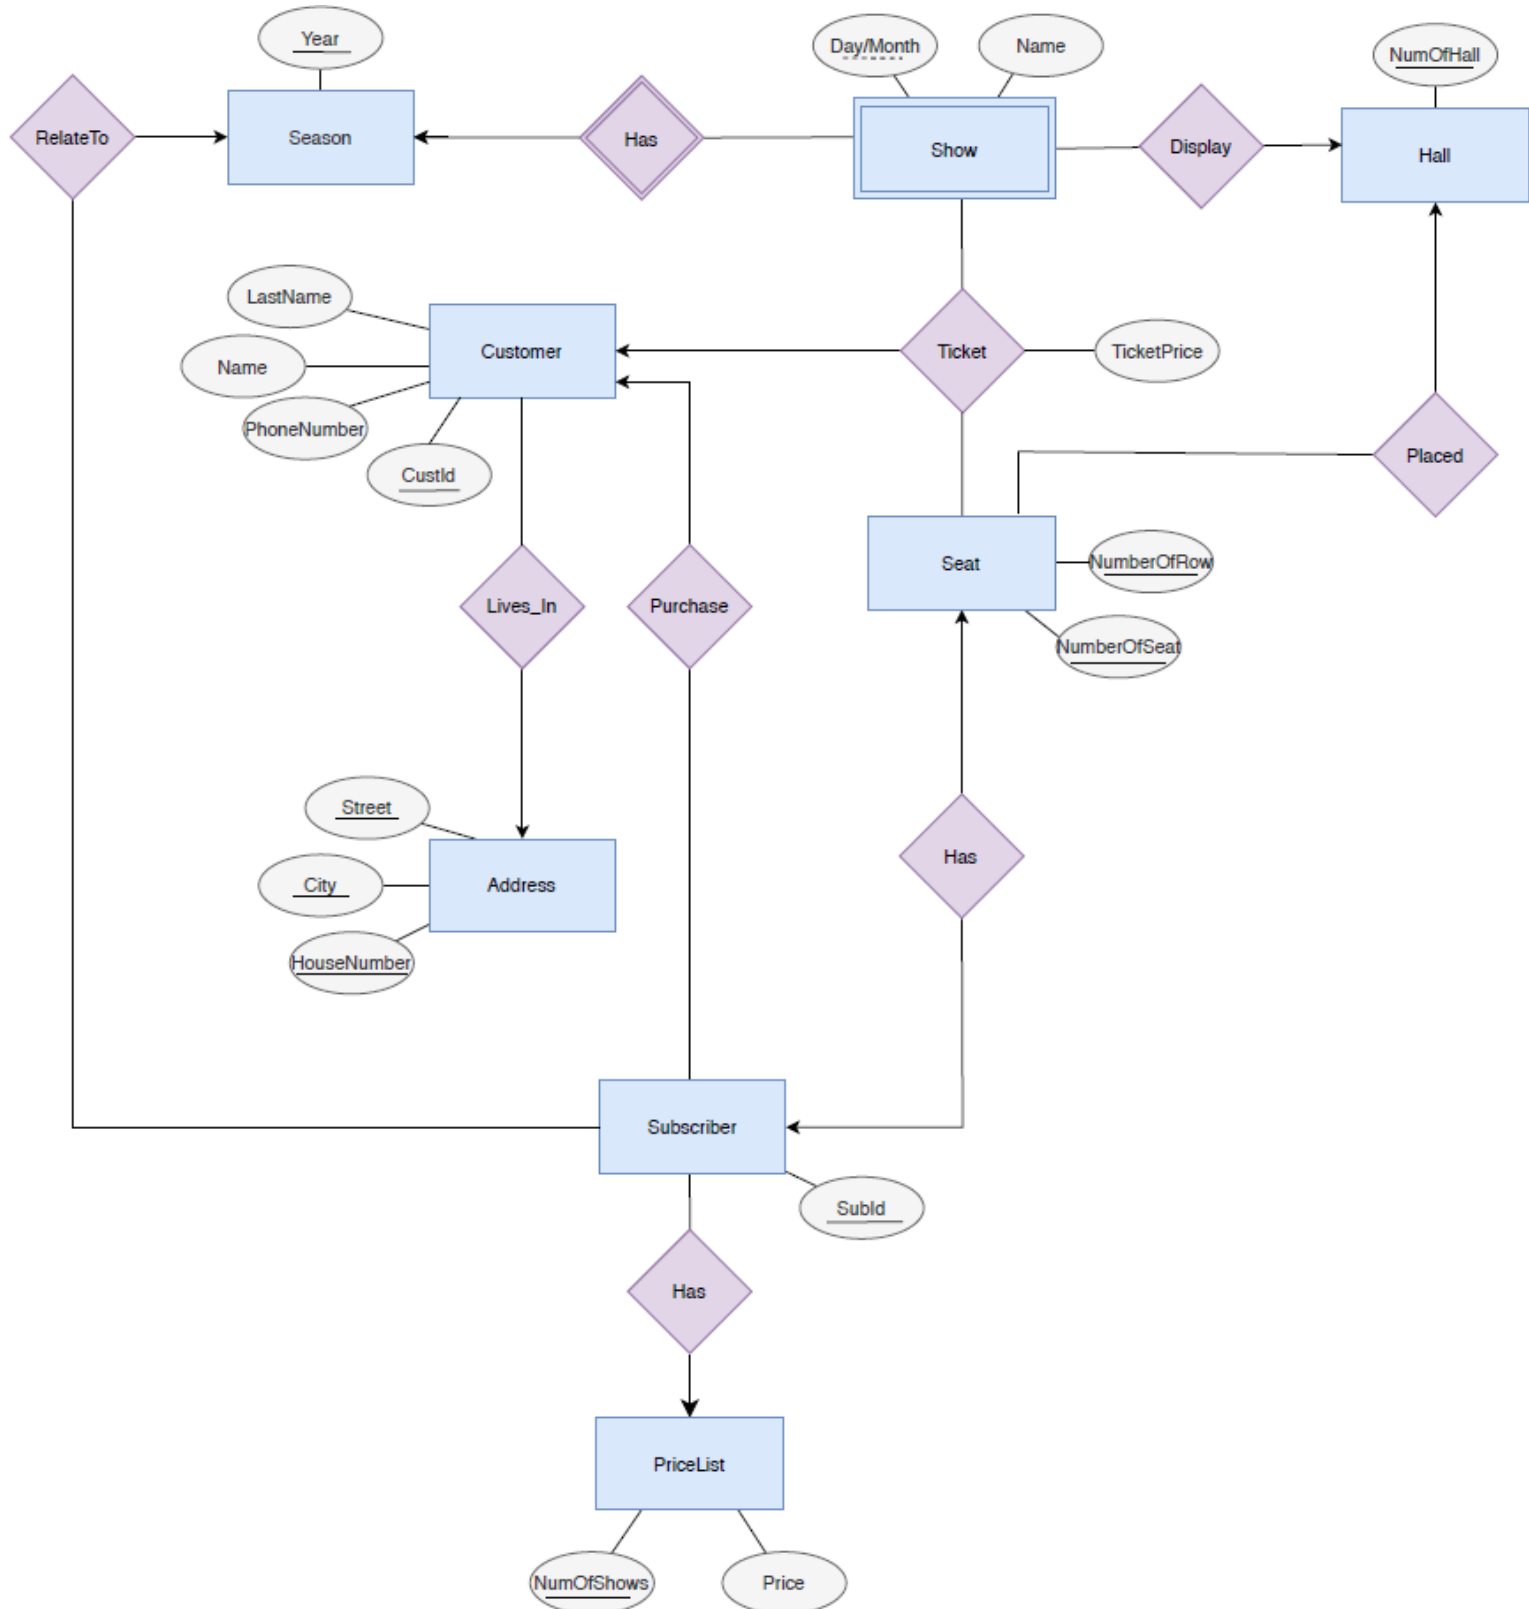 Year
Day/Month
Name
NumOfHall
RelateTo
Season
Has
Show
Display
Hall
LastName
Customer
Ticket
TicketPrice
Name
PhoneNumber
CustId
Placed
Seat
NumberOfRow
Lives_In
Purchase
NumberOfSeat
Street
Has
City
Address
HouseNumber
Subscriber
SubId
Has
PriceList
NumOfShows
Price